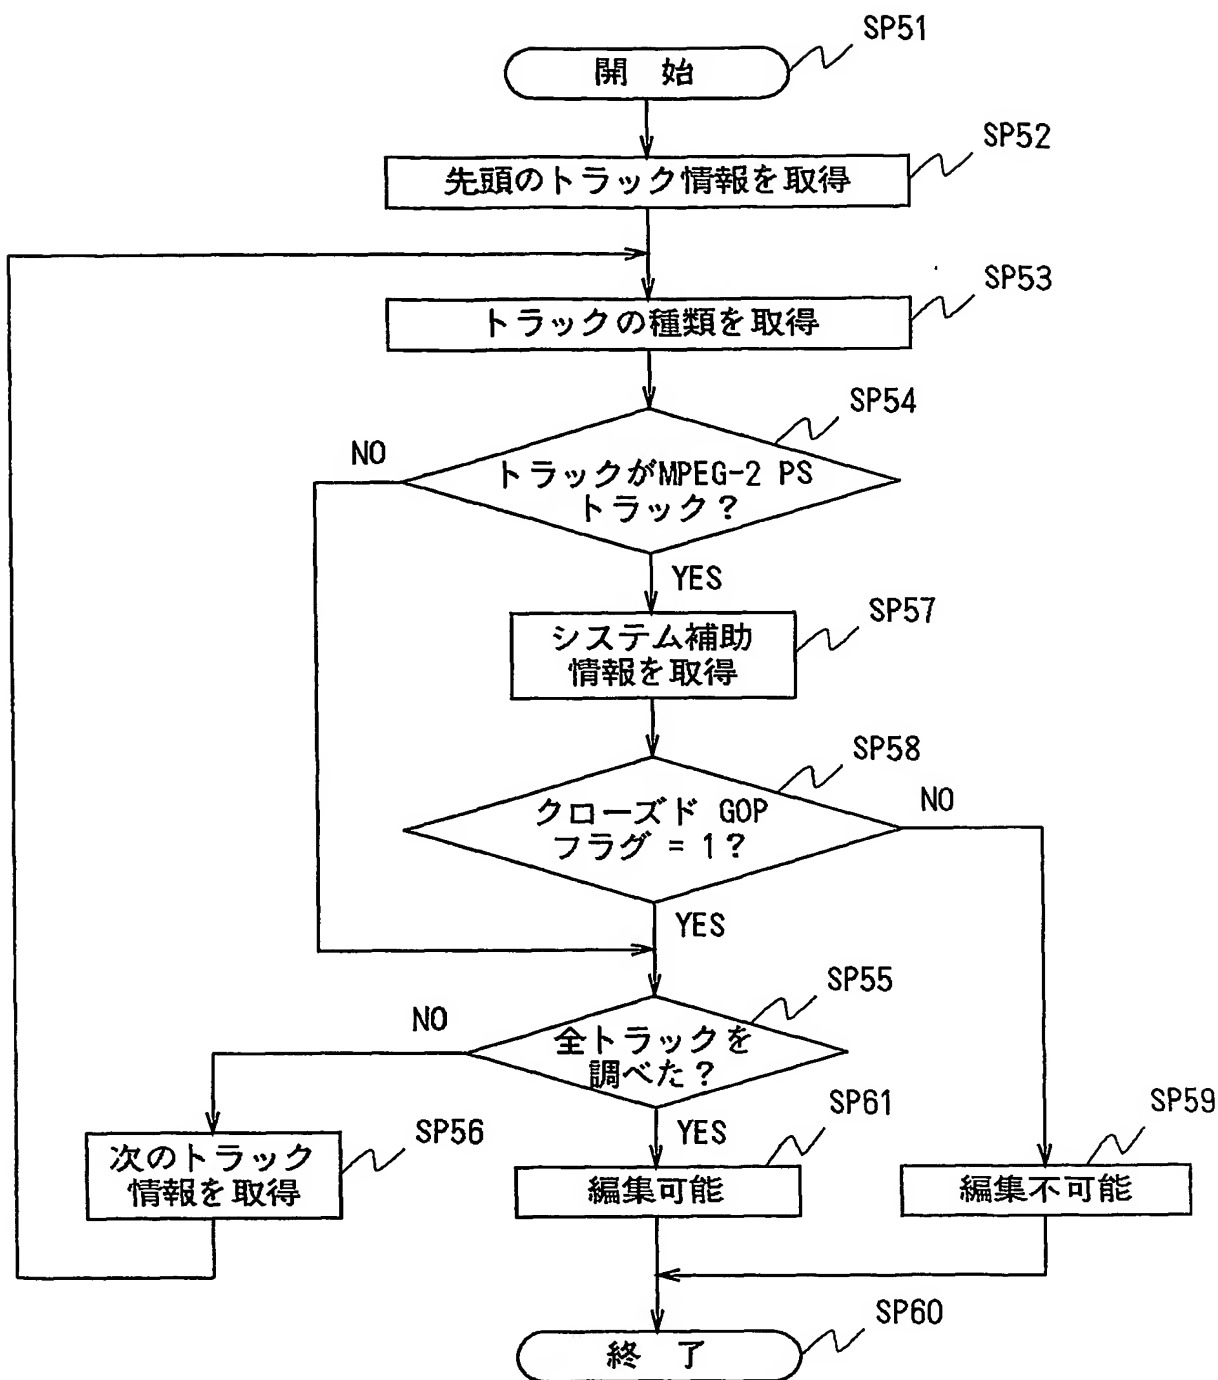 SP51
開 始
SP52
先頭のトラック情報を取得
SP53
トラックの種類を取得
SP54
NO
トラックがMPEG-2 PS
トラック?
YES
SP57
システム補助
情報を取得
SP58
クローズド GOP
フラグ = 1?
NO
YES
SP55
NO
全トラックを
調べた?
SP61
SP59
SP56
YES
次のトラック
情報を取得
編集可能
編集不可能
SP60
終 了